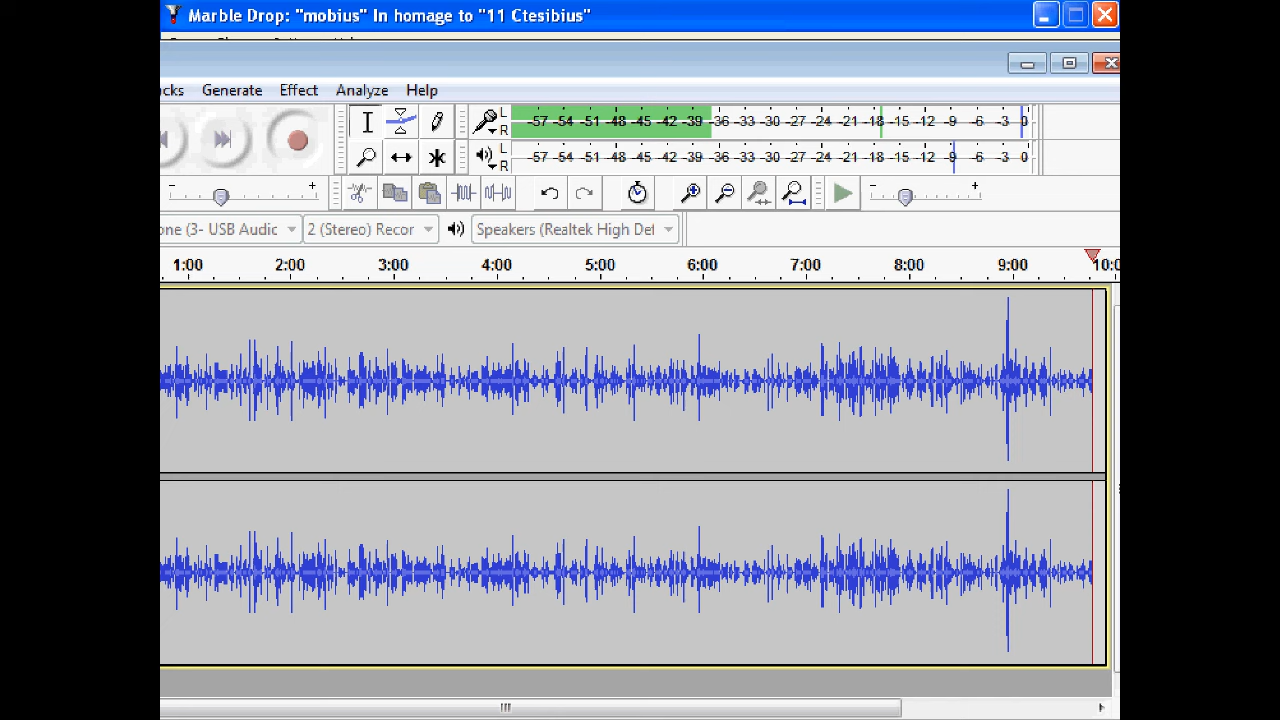 Marble Drop: "mobius" In homage to "11 Ctesibius"
cks Generate Effect Analyze Help
L -57 -54 -51 -48 -45 -42 -39 -36 -33 -30 -27 -24 -21 -18 -15 -12 -9 -6 -3 0
R
L -57 -54 -51 -48 -45 -42 -39 -36 -33 -30 -27 -24 -21 -18 -15 -12 -9 -6 -3 0
R
- + - +
one (3- USB Audic 2 (Stereo) Recor Speakers (Realtek High Def
1:00 2:00 3:00 4:00 5:00 6:00 7:00 8:00 9:00 10:0